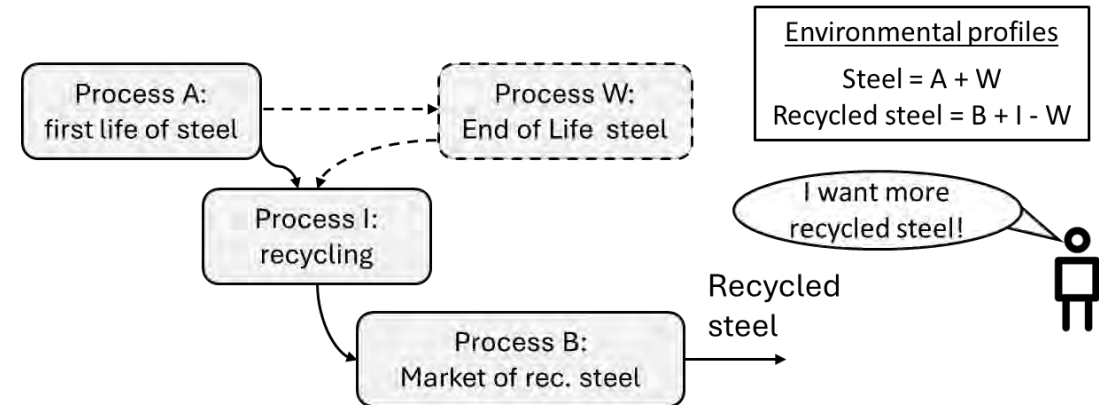 Environmental profiles
Steel = A + W
Recycled steel = B + I - W
Process A:
first life of steel
Process W:
End of Life steel
I want more
recycled steel!
Process I:
recycling
Recycled
steel
Process B:
Market of rec. steel